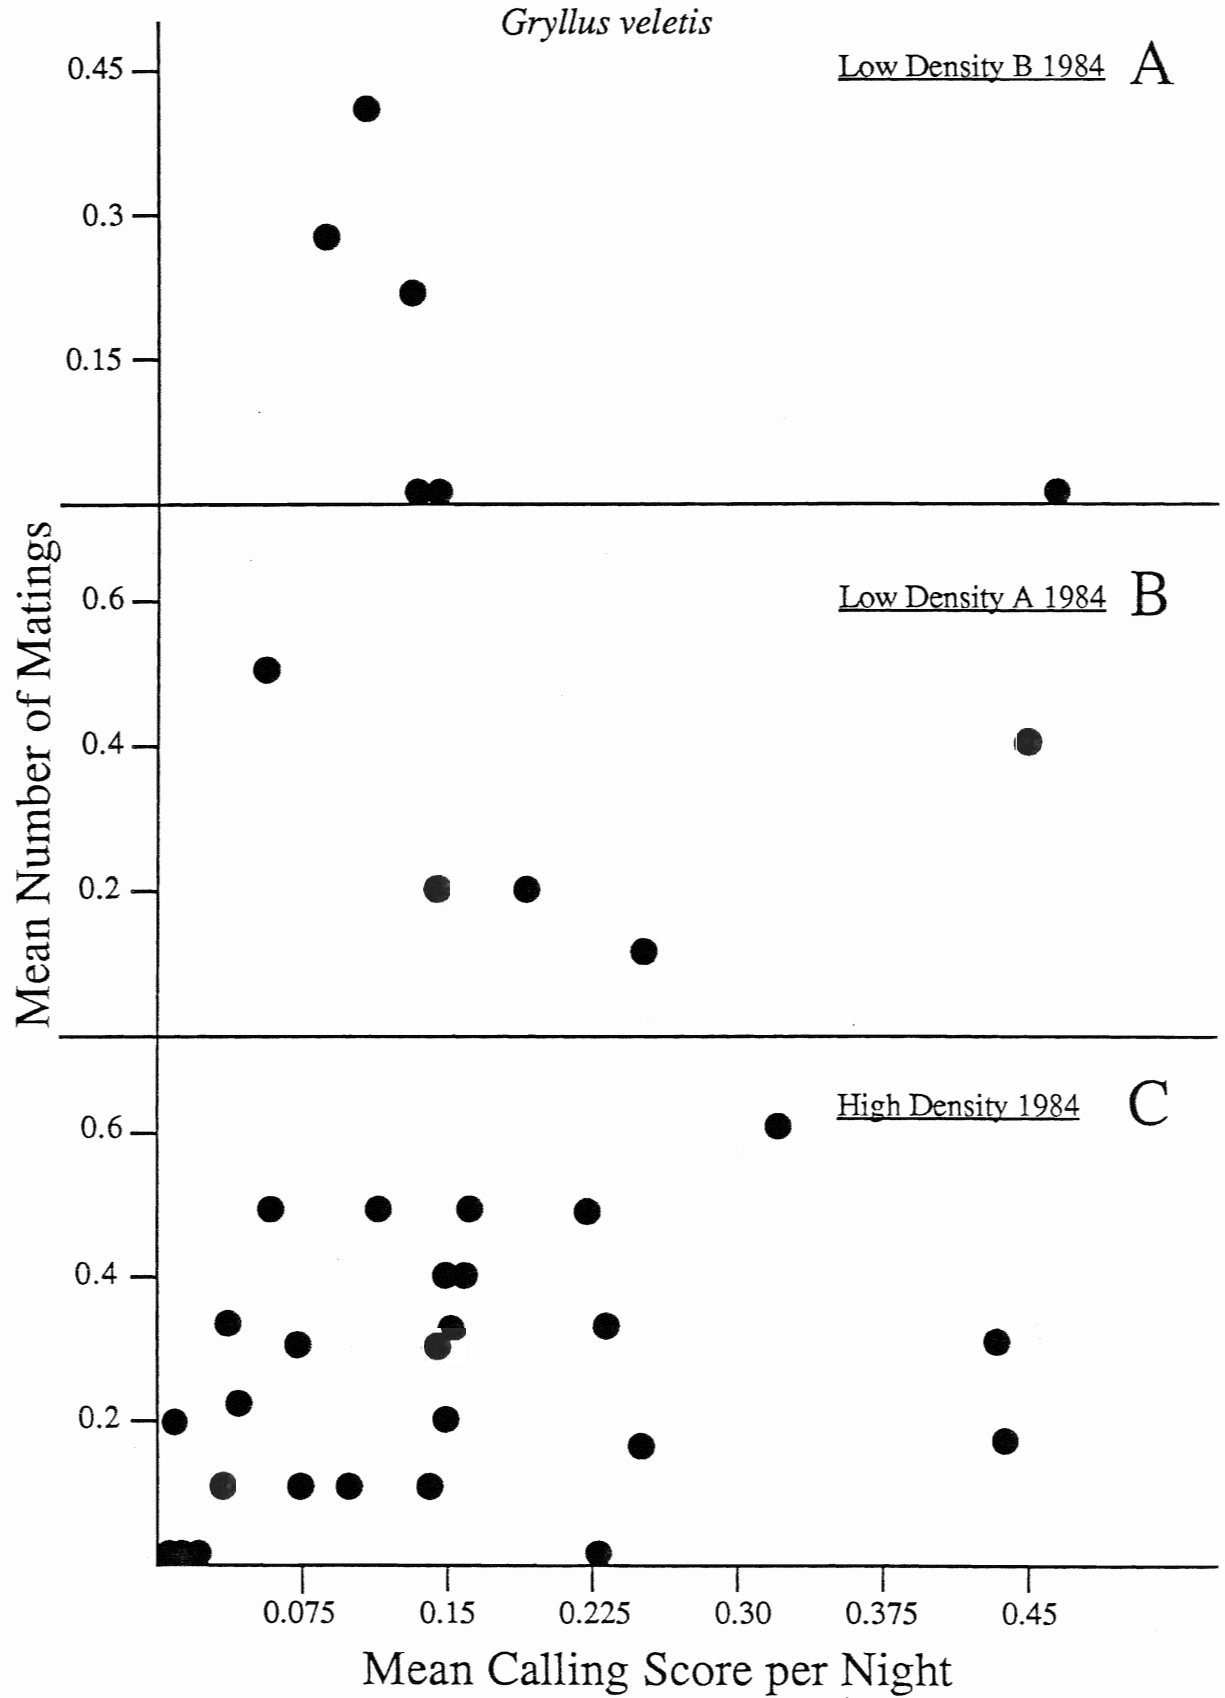 Gryllus veletis
Low Density B 1984 A
0.45
0.3
0.15
Low Density A 1984 B
0.6
0.4
0.2
High Density 1984 C
0.6
0.4
0.2
Mean Number of Matings
0.075 0.15 0.225 0.30 0.375 0.45
Mean Calling Score per Night